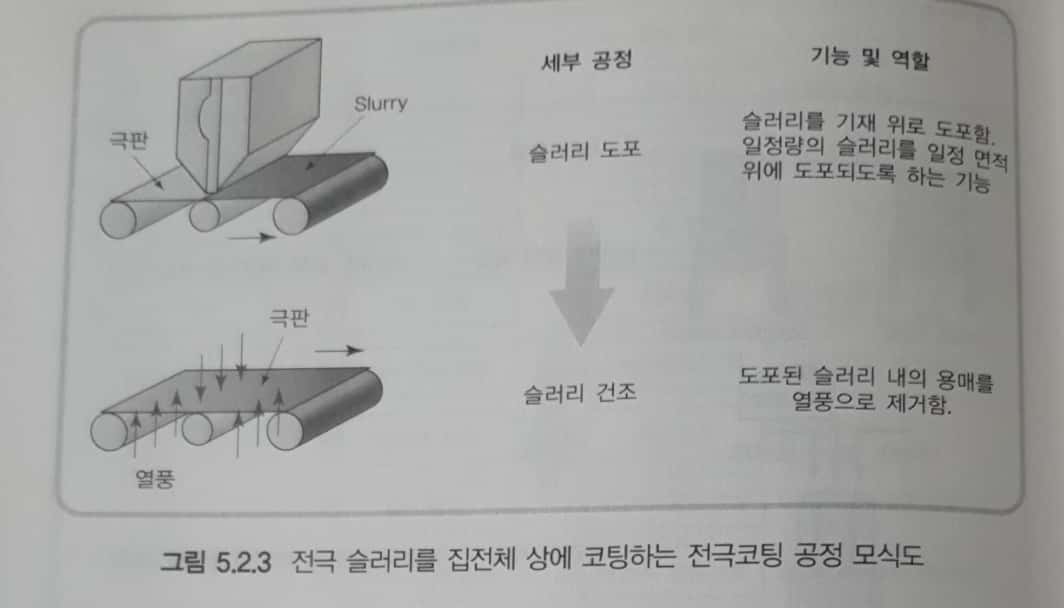 세부 공정
기능 및 역할
극판
Slurry
슬러리 도포
슬러리를 기재 위로 도포함.
일정량의 슬러리를 일정 면적
위에 도포되도록 하는 기능
극판
열풍
슬러리 건조
도포된 슬러리 내의 용매를
열풍으로 제거함.
그림 5.2.3 전극 슬러리를 집전체 상에 코팅하는 전극코팅 공정 모식도